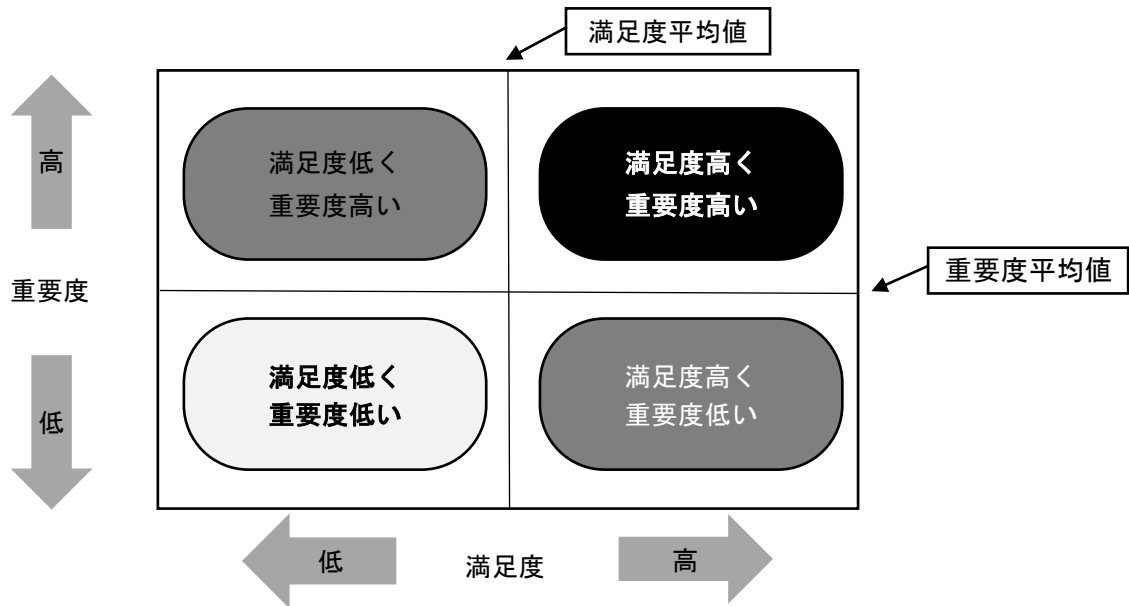 満足度平均値
高
満足度低く
重要度高い
満足度高く
重要度高い
重要度平均値
重要度
満足度低く
重要度低い
満足度高く
重要度低い
低
低
満足度
高